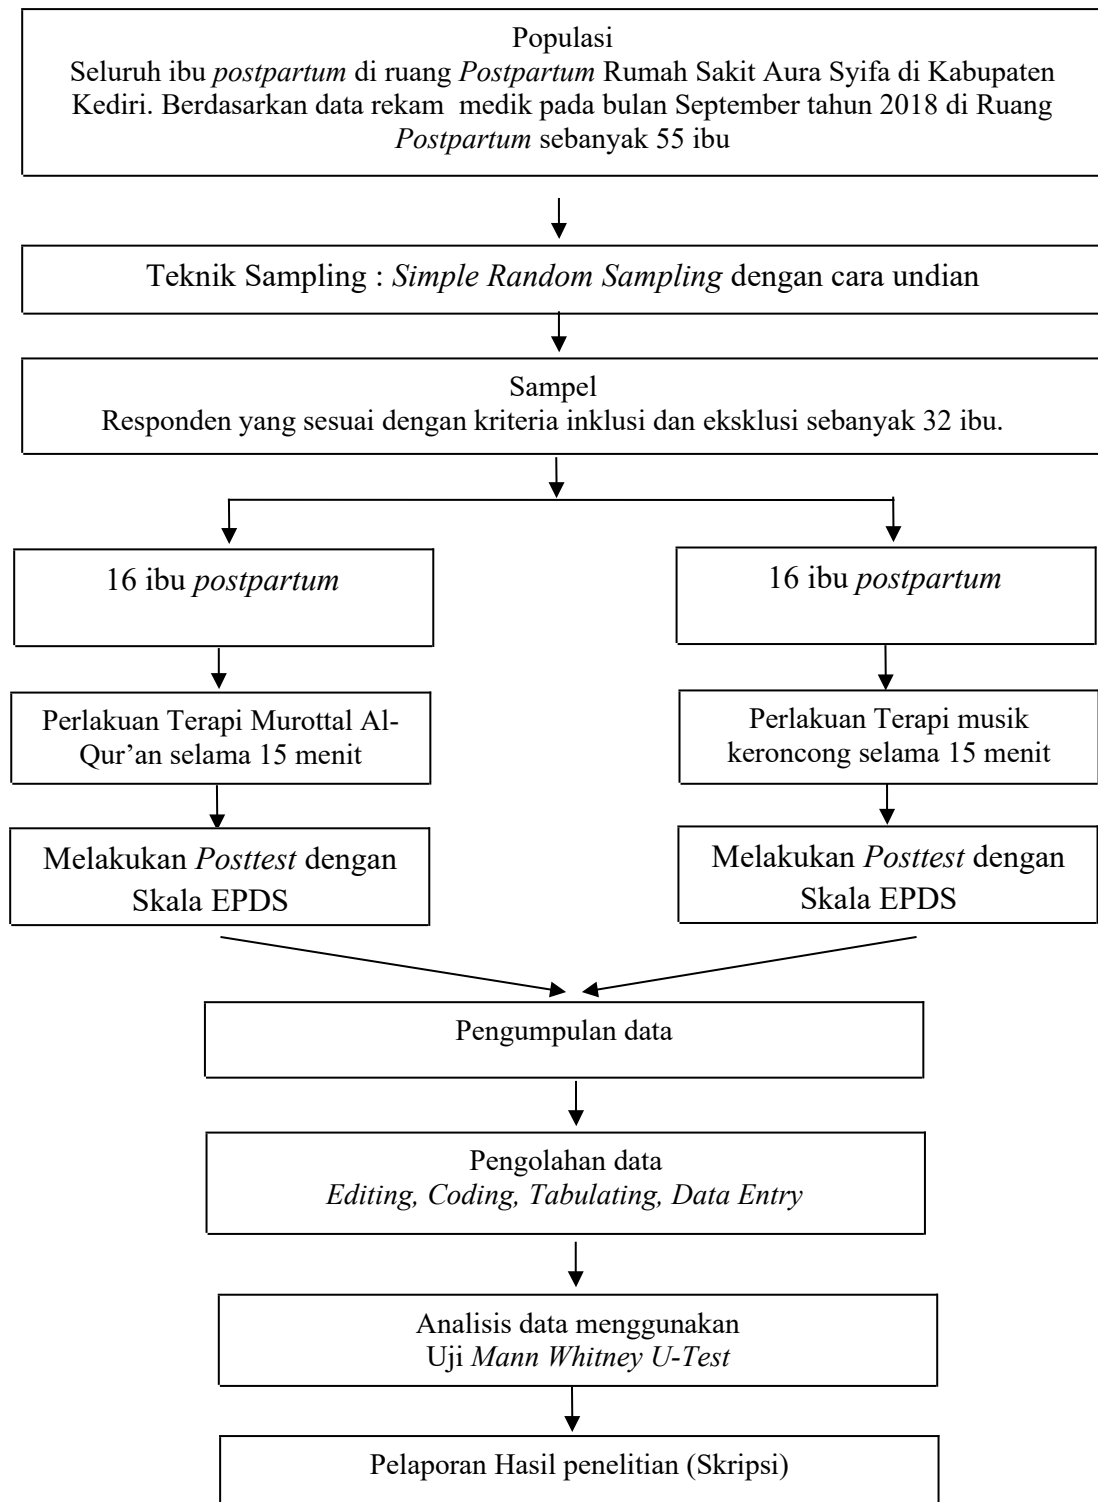 Populasi
Seluruh ibu postpartum di ruang Postpartum Rumah Sakit Aura Syifa di Kabupaten
Kediri. Berdasarkan data rekam medik pada bulan September tahun 2018 di Ruang
Postpartum sebanyak 55 ibu
Teknik Sampling : Simple Random Sampling dengan cara undian
Sampel
Responden yang sesuai dengan kriteria inklusi dan eksklusi sebanyak 32 ibu.
16 ibu postpartum
16 ibu postpartum
Perlakuan Terapi Murottal Al-
Qur’an selama 15 menit
Perlakuan Terapi musik
keroncong selama 15 menit
Melakukan Posttest dengan
Skala EPDS
Melakukan Posttest dengan
Skala EPDS
Pengumpulan data
Pengolahan data
Editing, Coding, Tabulating, Data Entry
Analisis data menggunakan
Uji Mann Whitney U-Test
Pelaporan Hasil penelitian (Skripsi)